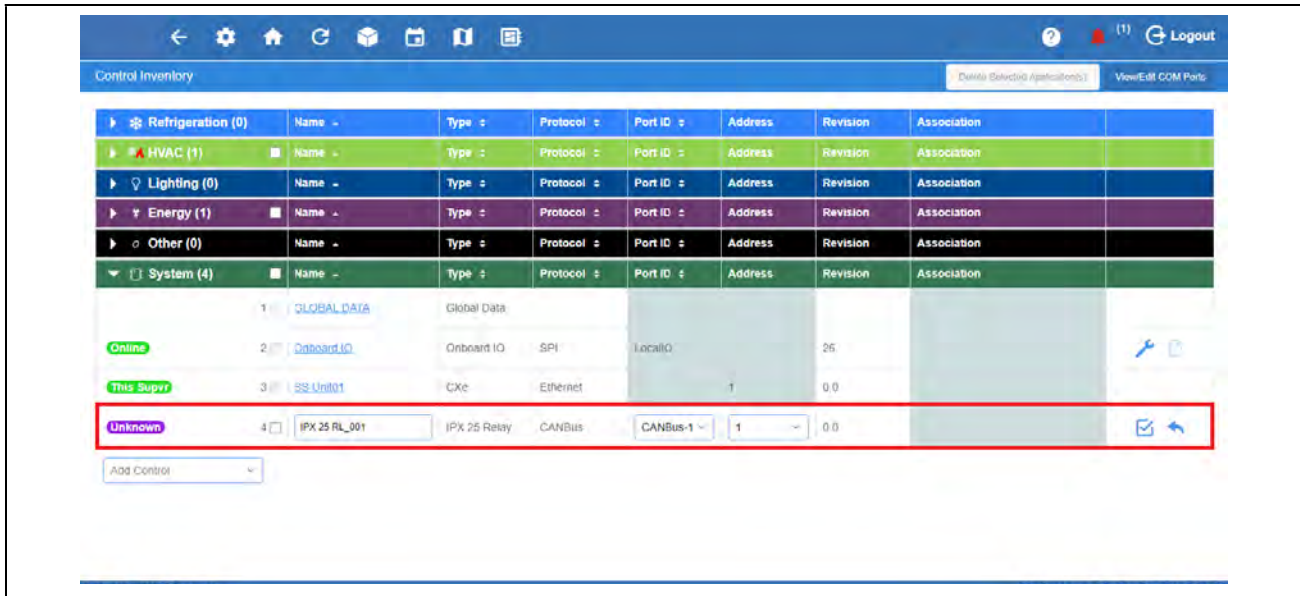 (1) Logout
Control Inventory Delete Selected Application(s) View/Edit COM Ports
Refrigeration (0) Name Type Protocol Port ID Address Revision Association
HVAC (1) Name Type Protocol Port ID Address Revision Association
Lighting (0) Name Type Protocol Port ID Address Revision Association
Energy (1) Name Type Protocol Port ID Address Revision Association
Other (0) Name Type Protocol Port ID Address Revision Association
System (4) Name Type Protocol Port ID Address Revision Association
1 GLOBAL DATA Global Data
Online 2 Onboard IO Onboard IO SPI LocalIO 26
This Supvr 3 SS Unit01 CXe Ethernet 1 0.0
Unknown 4 IPX 25 RL_001 IPX 25 Relay CANBus CANBus-1 1 0.0
Add Control